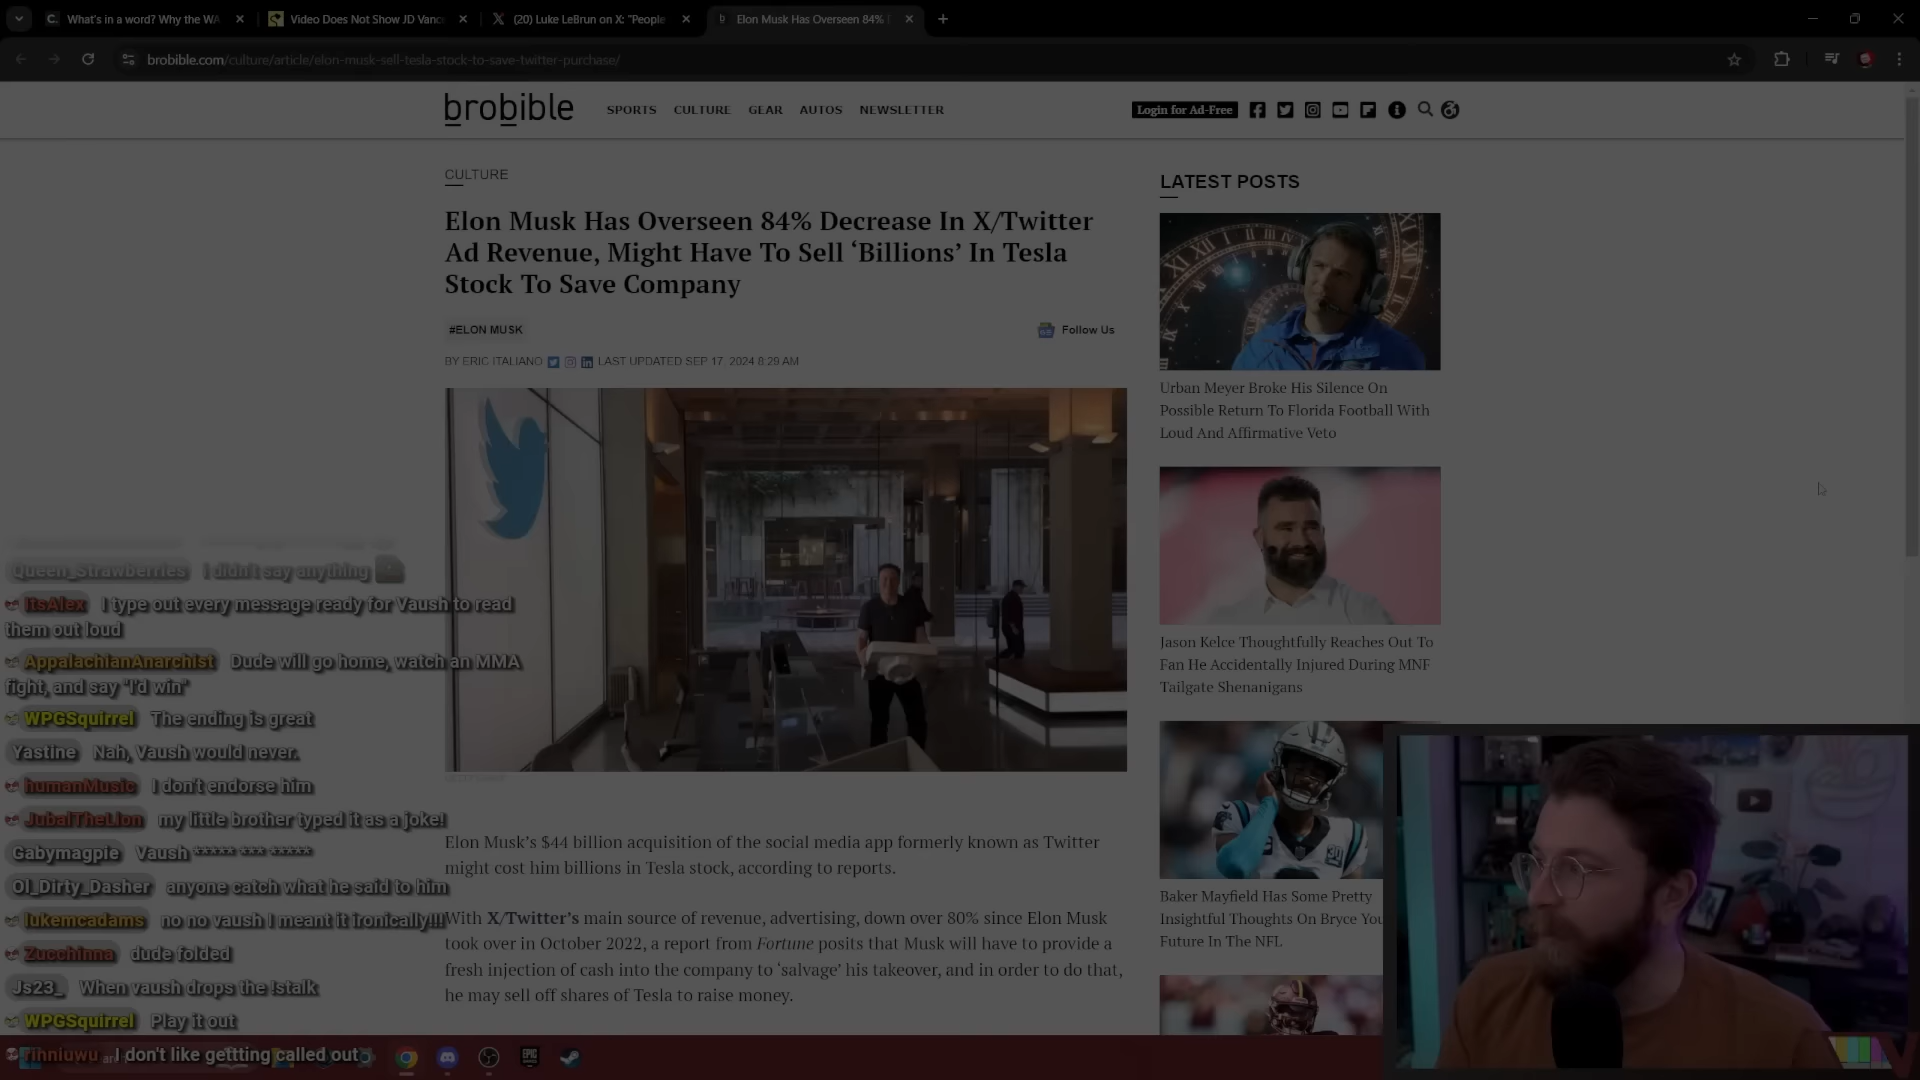 What's in a word? Why the WA
Video Does Not Show JD Vanc
(20) Luke LeBrun on X: "People
Elon Musk Has Overseen 84%
brobible.com/culture/article/elon-musk-sell-tesla-stock-to-save-twitter-purchase/
brobible
SPORTS CULTURE GEAR AUTOS NEWSLETTER
Login for Ad-Free
CULTURE
Elon Musk Has Overseen 84% Decrease In X/Twitter
Ad Revenue, Might Have To Sell ‘Billions’ In Tesla
Stock To Save Company
#ELON MUSK
Follow Us
BY ERIC ITALIANO LAST UPDATED SEP 17, 2024 8:29 AM
Elon Musk’s $44 billion acquisition of the social media app formerly known as Twitter
might cost him billions in Tesla stock, according to reports.
With X/Twitter’s main source of revenue, advertising, down over 80% since Elon Musk
took over in October 2022, a report from Fortune posits that Musk will have to provide a
fresh injection of cash into the company to ‘salvage’ his takeover, and in order to do that,
he may sell off shares of Tesla to raise money.
LATEST POSTS
Urban Meyer Broke His Silence On
Possible Return To Florida Football With
Loud And Affirmative Veto
Jason Kelce Thoughtfully Reaches Out To
Fan He Accidentally Injured During MNF
Tailgate Shenanigans
Baker Mayfield Has Some Pretty
Insightful Thoughts On Bryce You
Future In The NFL
Queen_Strawberries I didn't say anything
ItsAlex I type out every message ready for Vaush to read
them out loud
AppalachianAnarchist Dude will go home, watch an MMA
fight, and say "I'd win"
WPGSquirrel The ending is great
Yastine Nah, Vaush would never.
humanMusic I don't endorse him
JubalTheLion my little brother typed it as a joke!
Gabymagpie Vaush ***** *** *****
Ol_Dirty_Dasher anyone catch what he said to him
lukemcadams no no vaush I meant it ironically!!!
Zucchinna dude folded
Js23_ When vaush drops the !stalk
WPGSquirrel Play it out
rinniuwu I don't like gettting called out